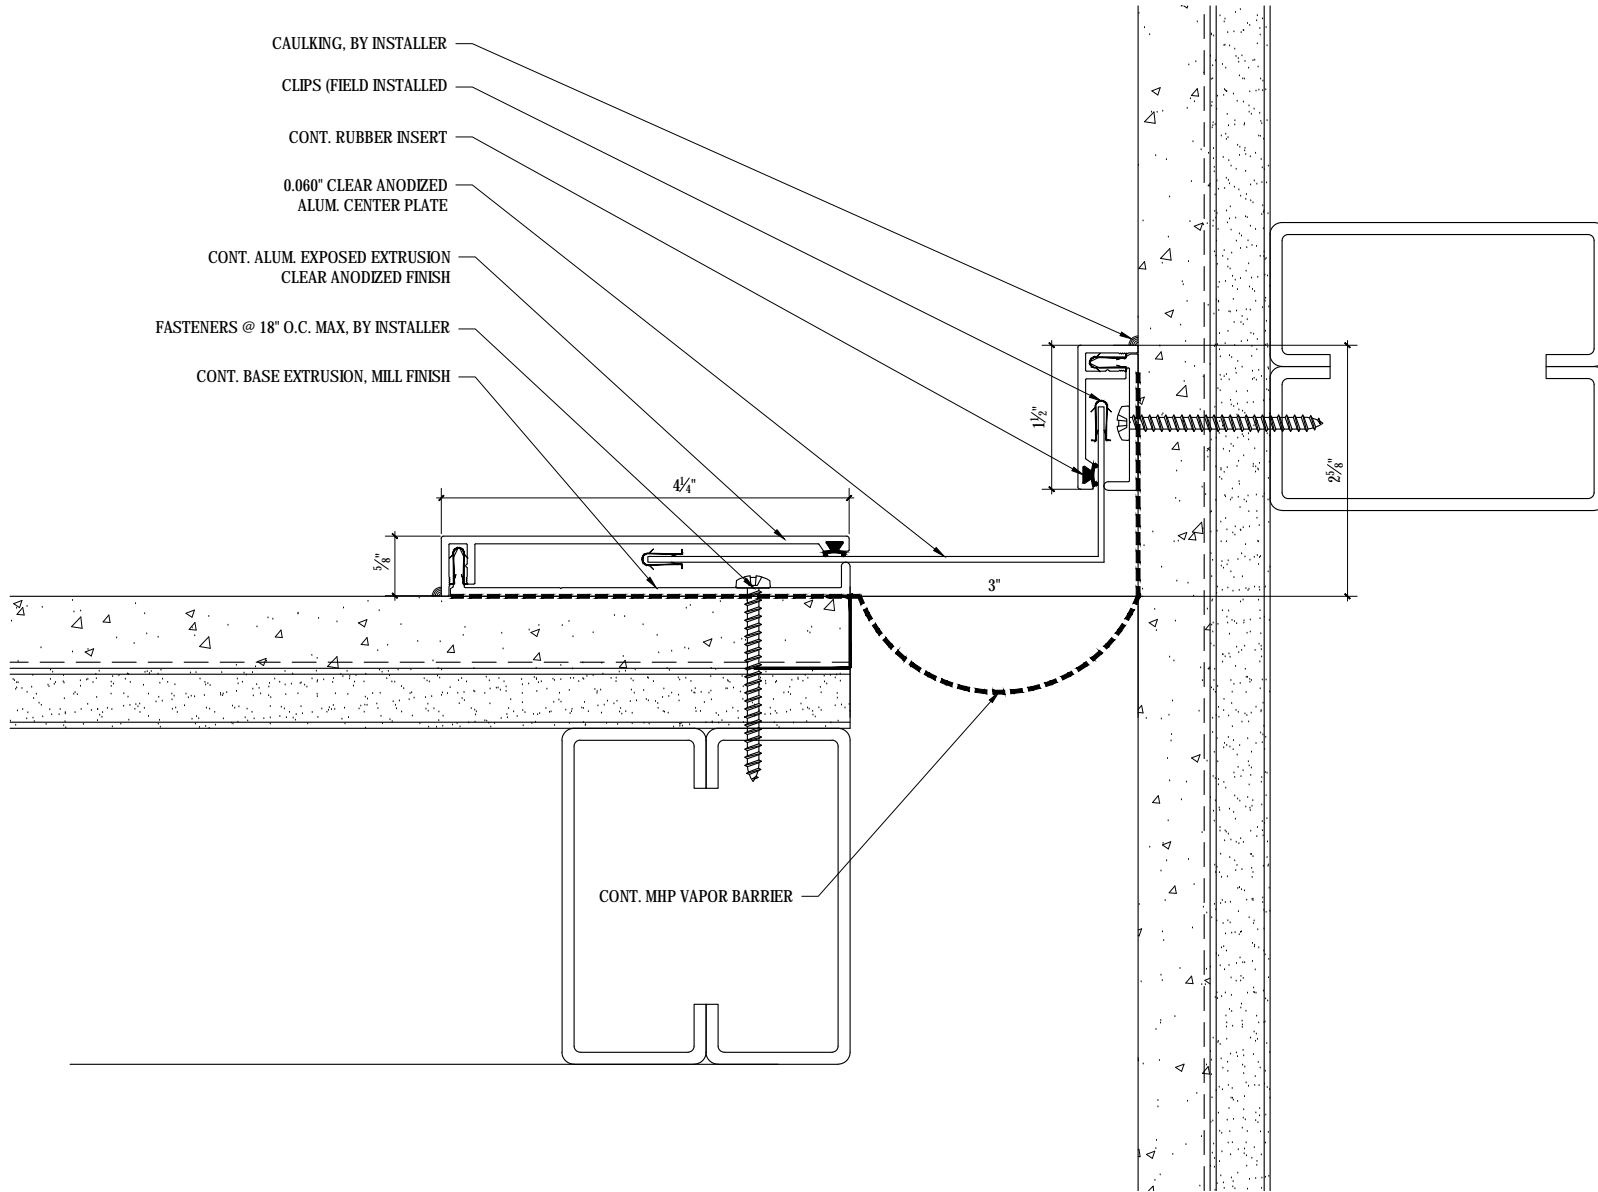 CAULKING, BY INSTALLER
CLIPS (FIELD INSTALLED
CONT. RUBBER INSERT
0.060" CLEAR ANODIZED
ALUM. CENTER PLATE
CONT. ALUM. EXPOSED EXTRUSION
CLEAR ANODIZED FINISH
FASTENERS @ 18" O.C. MAX, BY INSTALLER
CONT. BASE EXTRUSION, MILL FINISH
1½"
2⅝"
4¼"
⅝"
3"
CONT. MHP VAPOR BARRIER